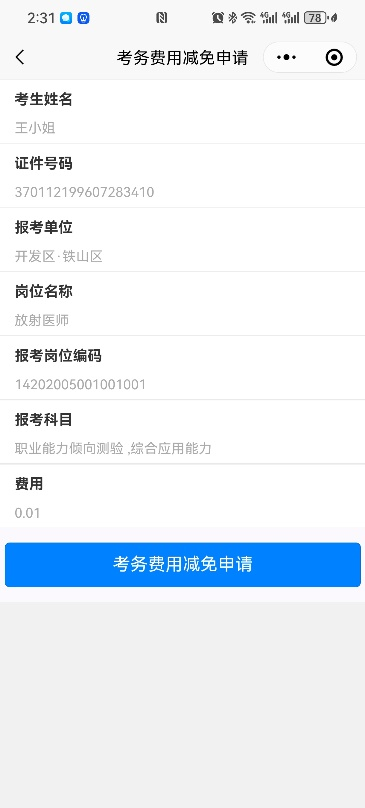 2:31
78
考务费用减免申请
考生姓名
王小姐
证件号码
370112199607283410
报考单位
开发区·铁山区
岗位名称
放射医师
报考岗位编码
14202005001001001
报考科目
职业能力倾向测验 ,综合应用能力
费用
0.01
考务费用减免申请